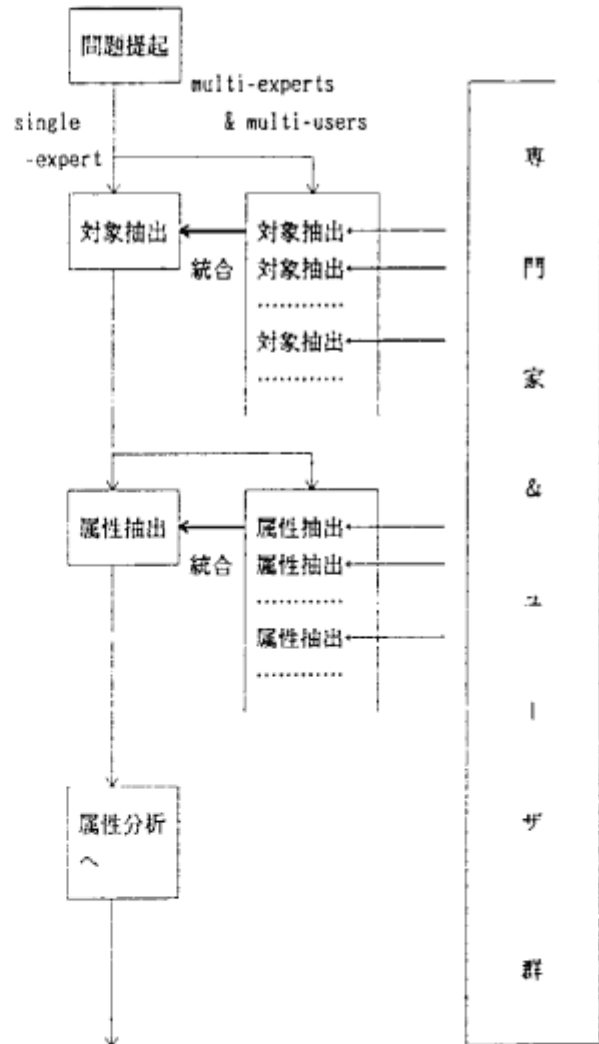 問題提起
multi-experts
& multi-users
single
-expert
対象抽出
統合
対象抽出
対象抽出
…………
対象抽出
…………
属性抽出
統合
属性抽出
属性抽出
…………
属性抽出
…………
属性分析
へ
専門家&ユーザ群